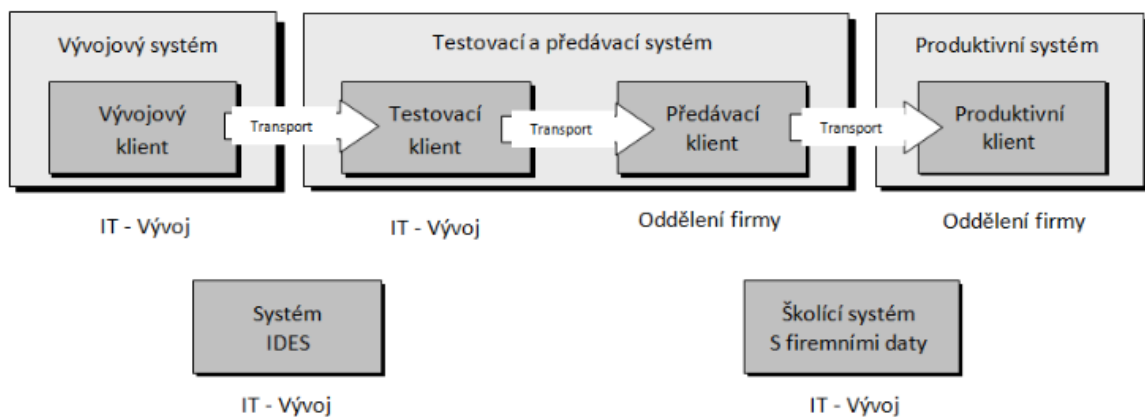 Vývojový systém
Testovací a předávací systém
Produktivní systém
Vývojový
klient
Transport
Testovací
klient
Transport
Předávací
klient
Transport
Produktivní
klient
IT - Vývoj
IT - Vývoj
Oddělení firmy
Oddělení firmy
Systém
IDES
Školící systém
S firemními daty
IT - Vývoj
IT - Vývoj